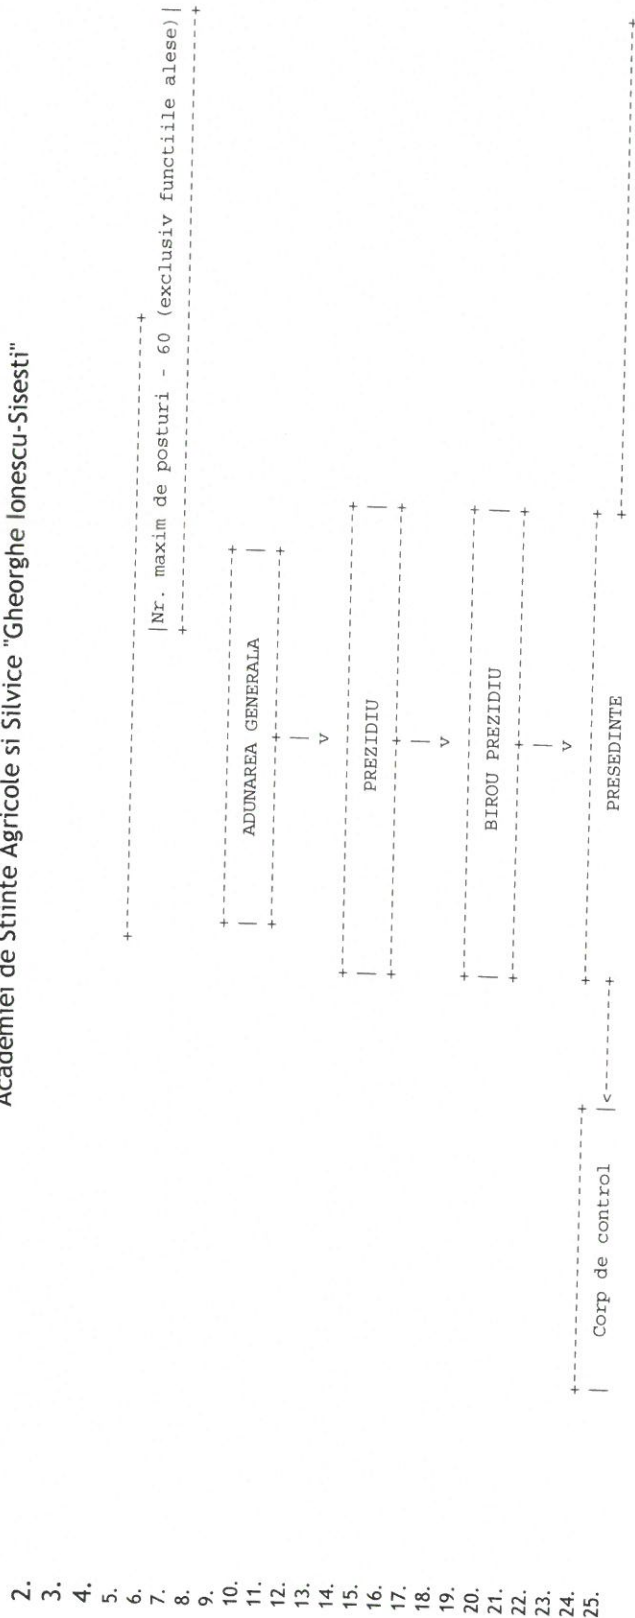 Academiei de Stiinte Agricole si Silvice "Gheorghe Ionescu-Sisesti"
2.
3.
4.
5.
6. +------------------------------+
7. |Nr. maxim de posturi - 60 (exclusiv functiile alese)|
8. +------------------------------+
9.
10. +------------------+
11. | ADUNAREA GENERALA |
12. +---------+---------+
13. |
14. v
15. +----------------------+
16. | PREZIDIU |
17. +-----------+-----------+
18. |
19. v
20. +----------------------+
21. | BIROU PREZIDIU |
22. +-----------+-----------+
23. |
24. v
25. +--------------+ +----------------------+
| Corp de control |<------+ PRESEDINTE +------------------------+